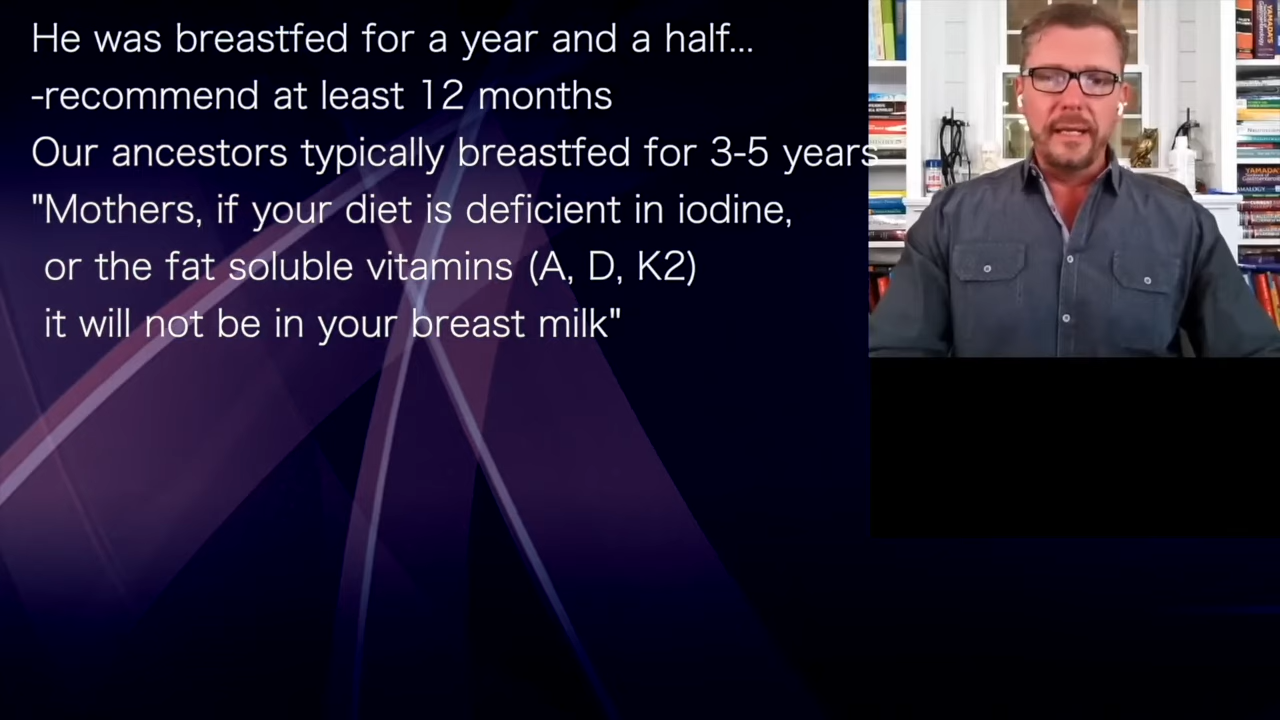 He was breastfed for a year and a half...
-recommend at least 12 months
Our ancestors typically breastfed for 3-5 years
"Mothers, if your diet is deficient in iodine,
or the fat soluble vitamins (A, D, K2)
it will not be in your breast milk"
YAMADA'S
YAMADA'S